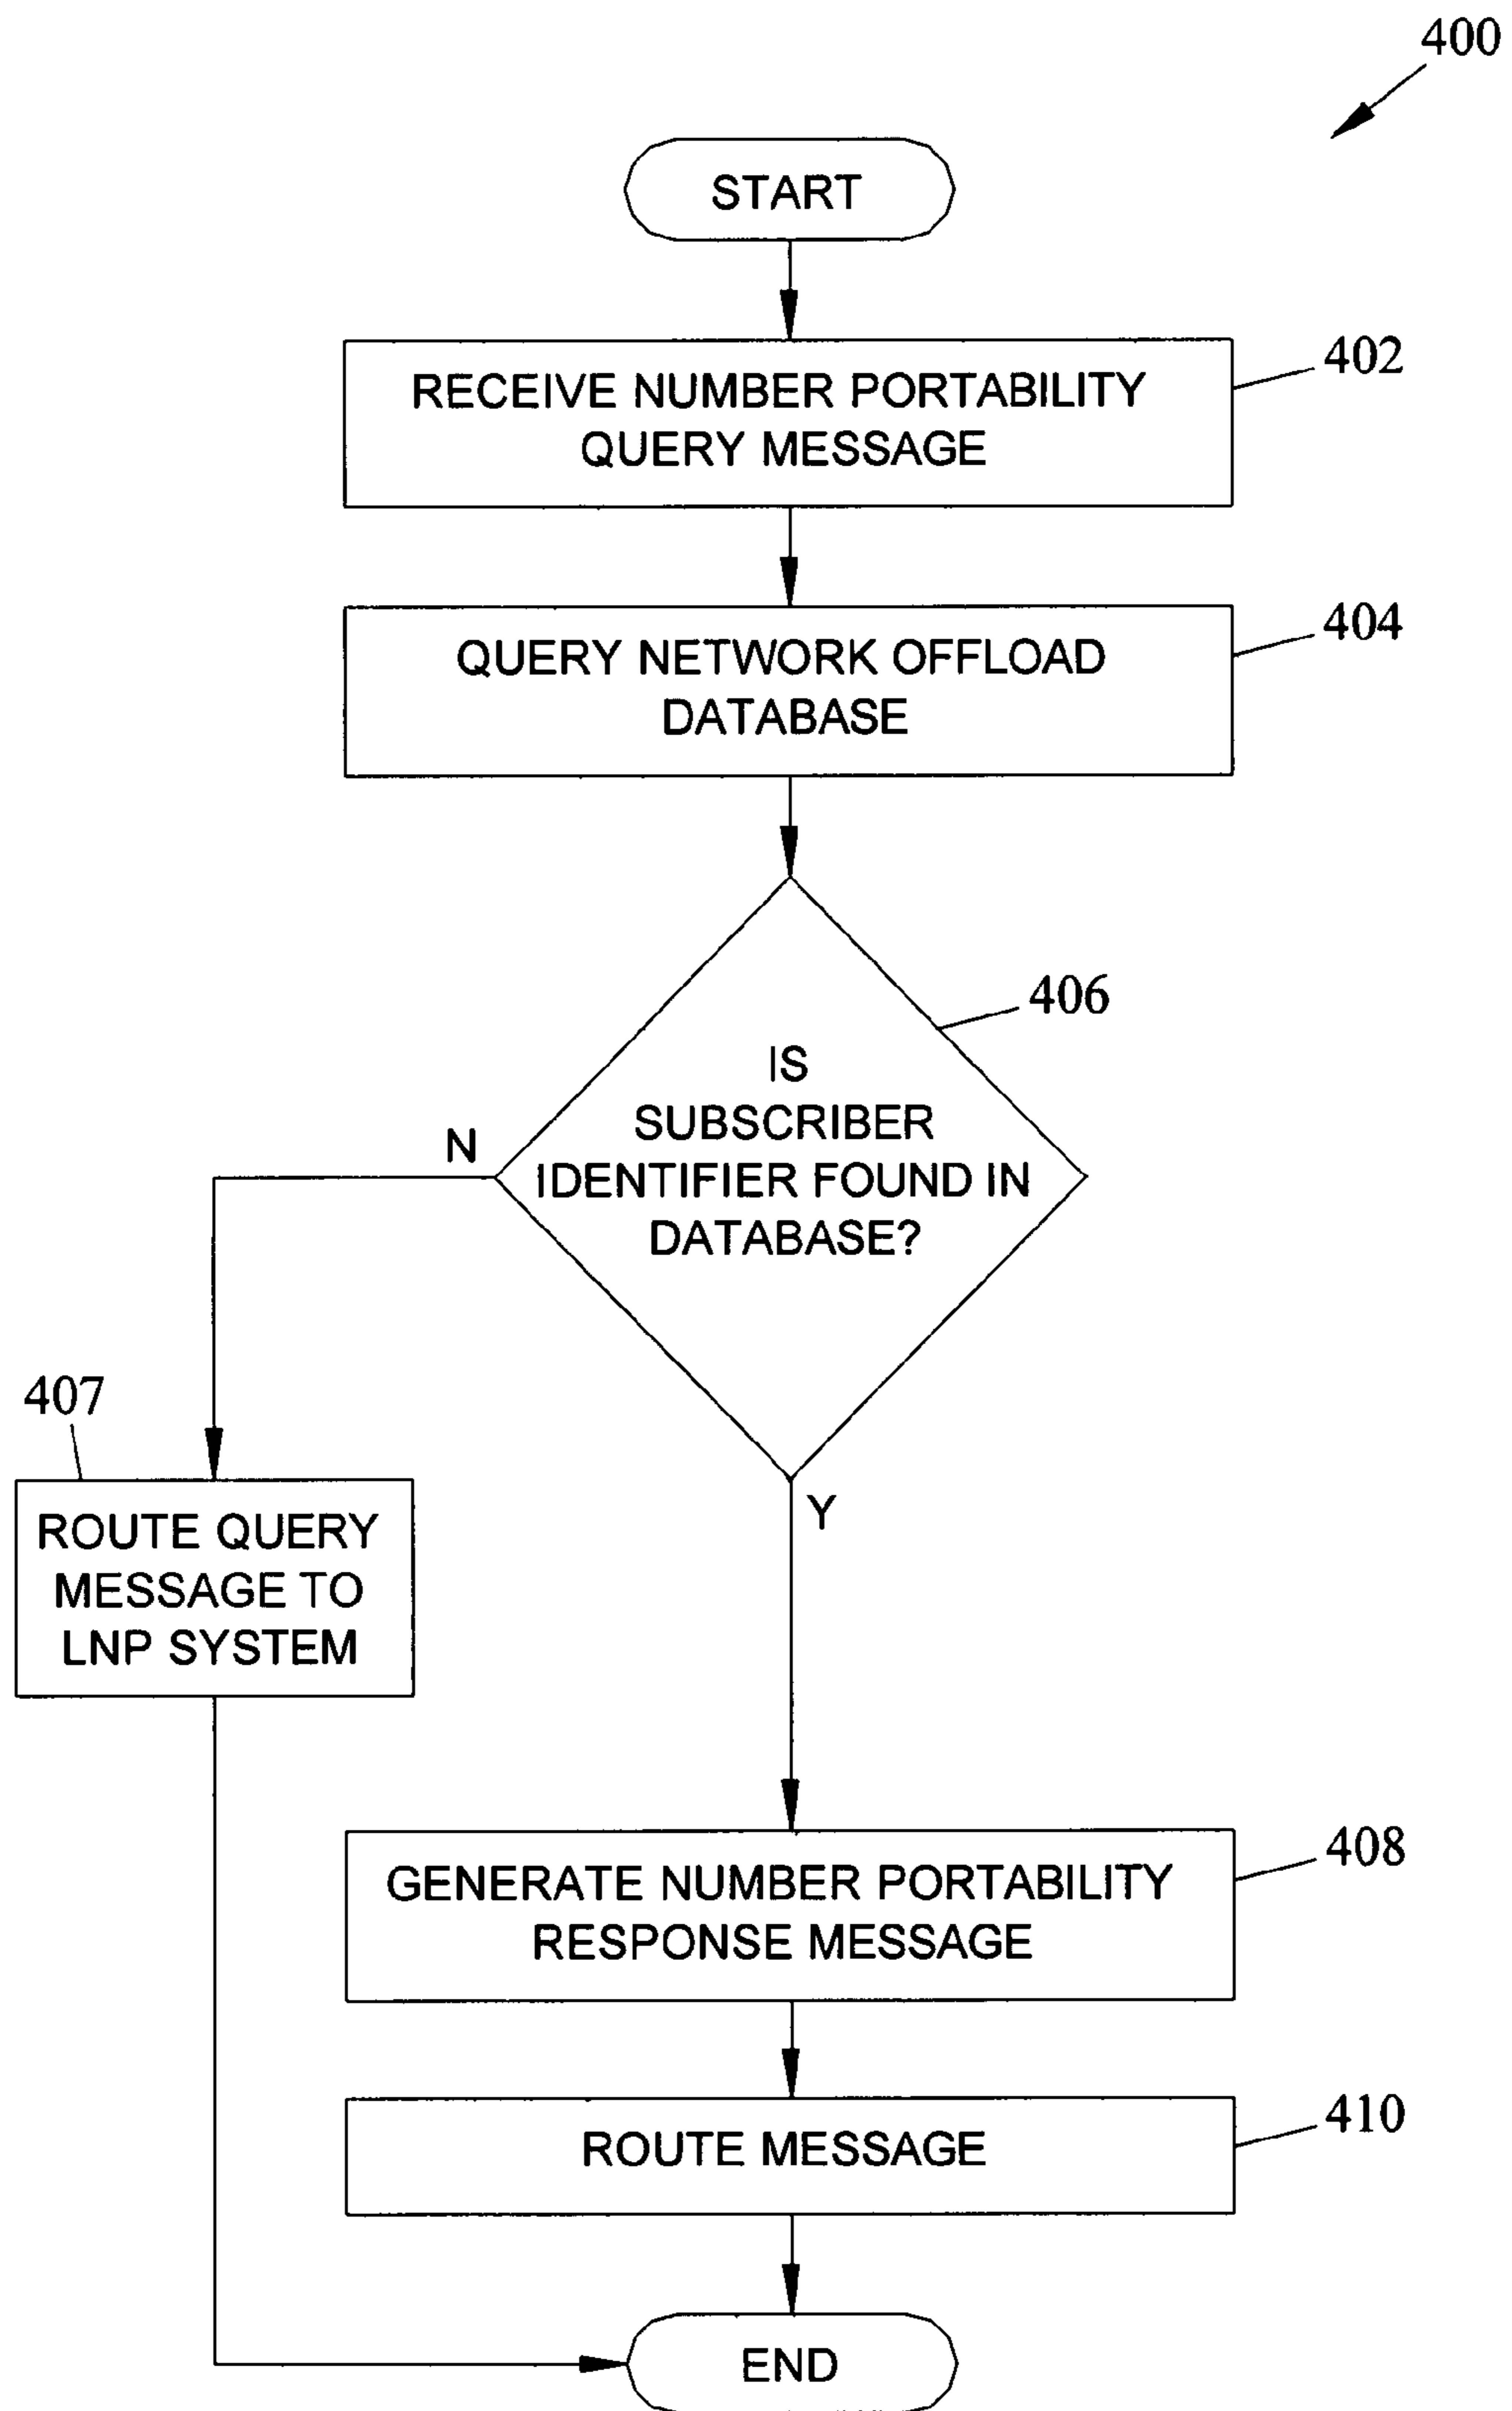 400
START
RECEIVE NUMBER PORTABILITY
QUERY MESSAGE
402
QUERY NETWORK OFFLOAD
DATABASE
404
406
IS
SUBSCRIBER
IDENTIFIER FOUND IN
DATABASE?
N
Y
407
ROUTE QUERY
MESSAGE TO
LNP SYSTEM
GENERATE NUMBER PORTABILITY
RESPONSE MESSAGE
408
ROUTE MESSAGE
410
END